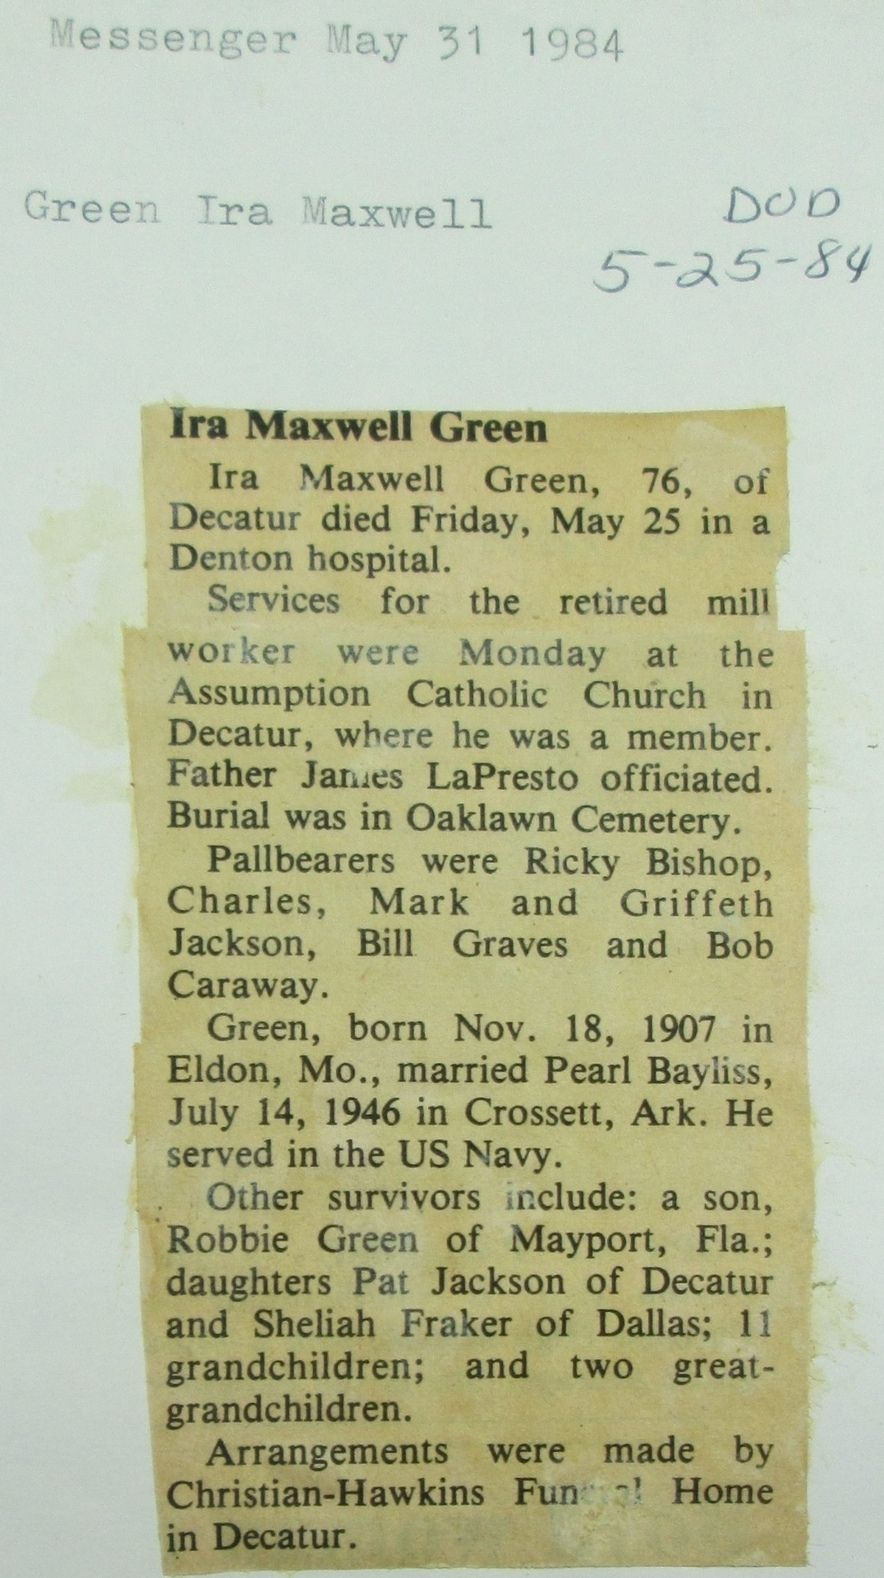 Messenger May 31 1984
Green Ira Maxwell
DOD
5-25-84
Ira Maxwell Green
Ira Maxwell Green, 76, of
Decatur died Friday, May 25 in a
Denton hospital.
Services for the retired mill
worker were Monday at the
Assumption Catholic Church in
Decatur, where he was a member.
Father James LaPresto officiated.
Burial was in Oaklawn Cemetery.
Pallbearers were Ricky Bishop,
Charles, Mark and Griffeth
Jackson, Bill Graves and Bob
Caraway.
Green, born Nov. 18, 1907 in
Eldon, Mo., married Pearl Bayliss,
July 14, 1946 in Crossett, Ark. He
served in the US Navy.
Other survivors include: a son,
Robbie Green of Mayport, Fla.;
daughters Pat Jackson of Decatur
and Sheliah Fraker of Dallas; 11
grandchildren; and two great-
grandchildren.
Arrangements were made by
Christian-Hawkins Funeral Home
in Decatur.